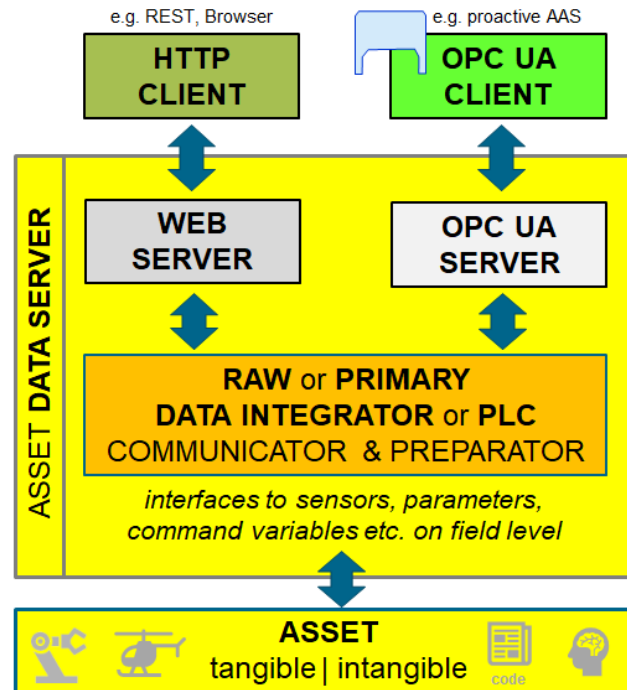 e.g. REST, Browser
e.g. proactive AAS
HTTP
CLIENT
OPC UA
CLIENT
ASSET DATA SERVER
WEB
SERVER
OPC UA
SERVER
RAW or PRIMARY
DATA INTEGRATOR or PLC
COMMUNICATOR & PREPARATOR
interfaces to sensors, parameters,
command variables etc. on field level
ASSET
tangible | intangible
code